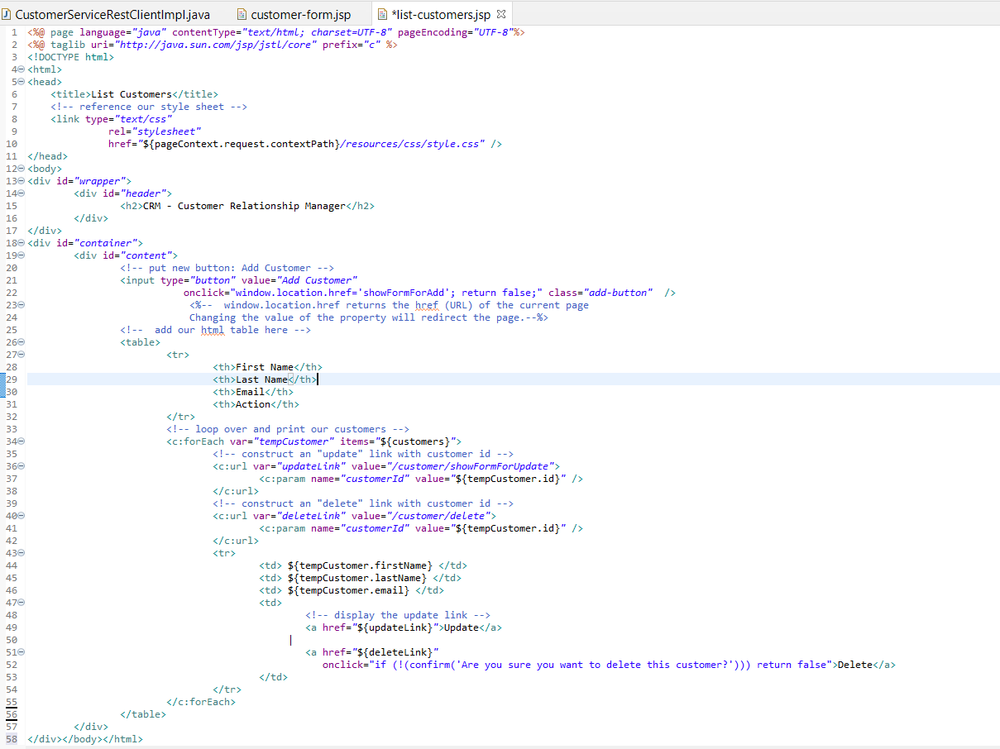 CustomerServiceRestClientImpl.java customer-form.jsp *list-customers.jsp
1 <%@ page language="java" contentType="text/html; charset=UTF-8" pageEncoding="UTF-8"%>
2 <%@ taglib uri="http://java.sun.com/jsp/jstl/core" prefix="c" %>
3 <!DOCTYPE html>
4 <html>
5 <head>
6 <title>List Customers</title>
7 <!-- reference our style sheet -->
8 <link type="text/css"
9 rel="stylesheet"
10 href="${pageContext.request.contextPath}/resources/css/style.css" />
11 </head>
12 <body>
13 <div id="wrapper">
14 <div id="header">
15 <h2>CRM - Customer Relationship Manager</h2>
16 </div>
17 </div>
18 <div id="container">
19 <div id="content">
20 <!-- put new button: Add Customer -->
21 <input type="button" value="Add Customer"
22 onclick="window.location.href='showFormForAdd'; return false;" class="add-button" />
23 <%-- window.location.href returns the href (URL) of the current page
24 Changing the value of the property will redirect the page.--%>
25 <!-- add our html table here -->
26 <table>
27 <tr>
28 <th>First Name</th>
29 <th>Last Name</th>
30 <th>Email</th>
31 <th>Action</th>
32 </tr>
33 <!-- loop over and print our customers -->
34 <c:forEach var="tempCustomer" items="${customers}">
35 <!-- construct an "update" link with customer id -->
36 <c:url var="updateLink" value="/customer/showFormForUpdate">
37 <c:param name="customerId" value="${tempCustomer.id}" />
38 </c:url>
39 <!-- construct an "delete" link with customer id -->
40 <c:url var="deleteLink" value="/customer/delete">
41 <c:param name="customerId" value="${tempCustomer.id}" />
42 </c:url>
43 <tr>
44 <td> ${tempCustomer.firstName} </td>
45 <td> ${tempCustomer.lastName} </td>
46 <td> ${tempCustomer.email} </td>
47 <td>
48 <!-- display the update link -->
49 <a href="${updateLink}">Update</a>
50 |
51 <a href="${deleteLink}"
52 onclick="if (!(confirm('Are you sure you want to delete this customer?'))) return false">Delete</a>
53 </td>
54 </tr>
55 </c:forEach>
56 </table>
57 </div>
58 </div></body></html>